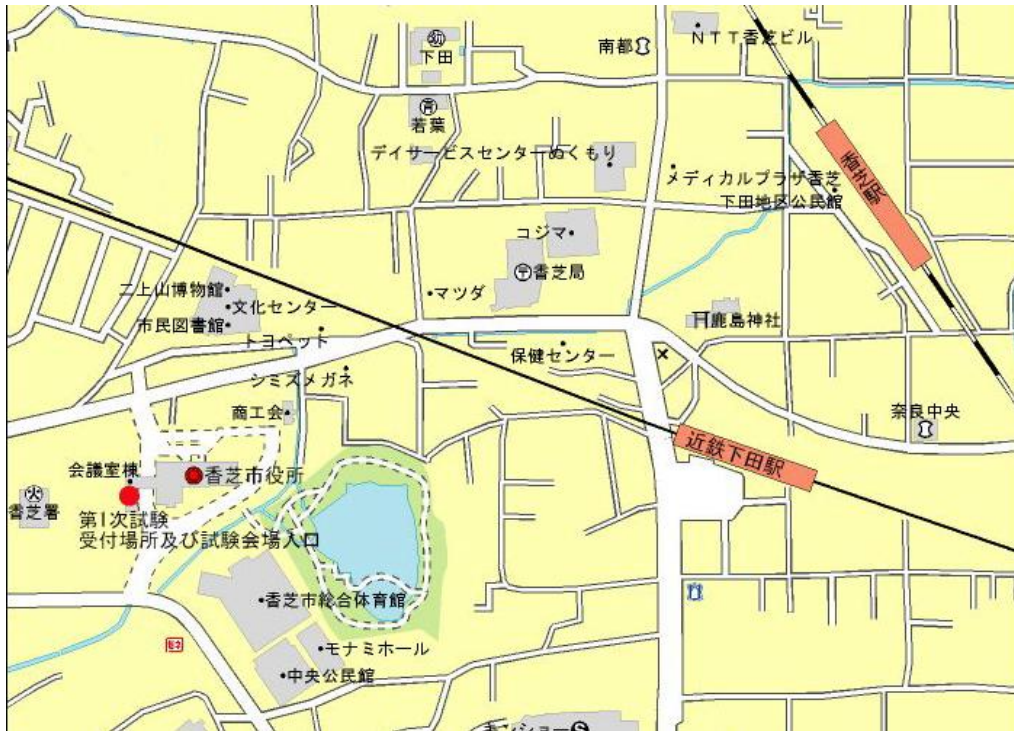 NTT香芝ビル
南都
幼
下田
育
若葉
デイサービスセンターぬくもり
メディカルプラザ香芝
下田地区公民館
香芝駅
コジマ
〒香芝局
マツダ
二上山博物館
文化センター
市民図書館
トヨペット
鹿島神社
保健センター
シミズメガネ
商工会
奈良中央
近鉄下田駅
会議室棟
香芝市役所
火
香芝署
第1次試験
受付場所及び試験会場入口
香芝市総合体育館
モナミホール
中央公民館